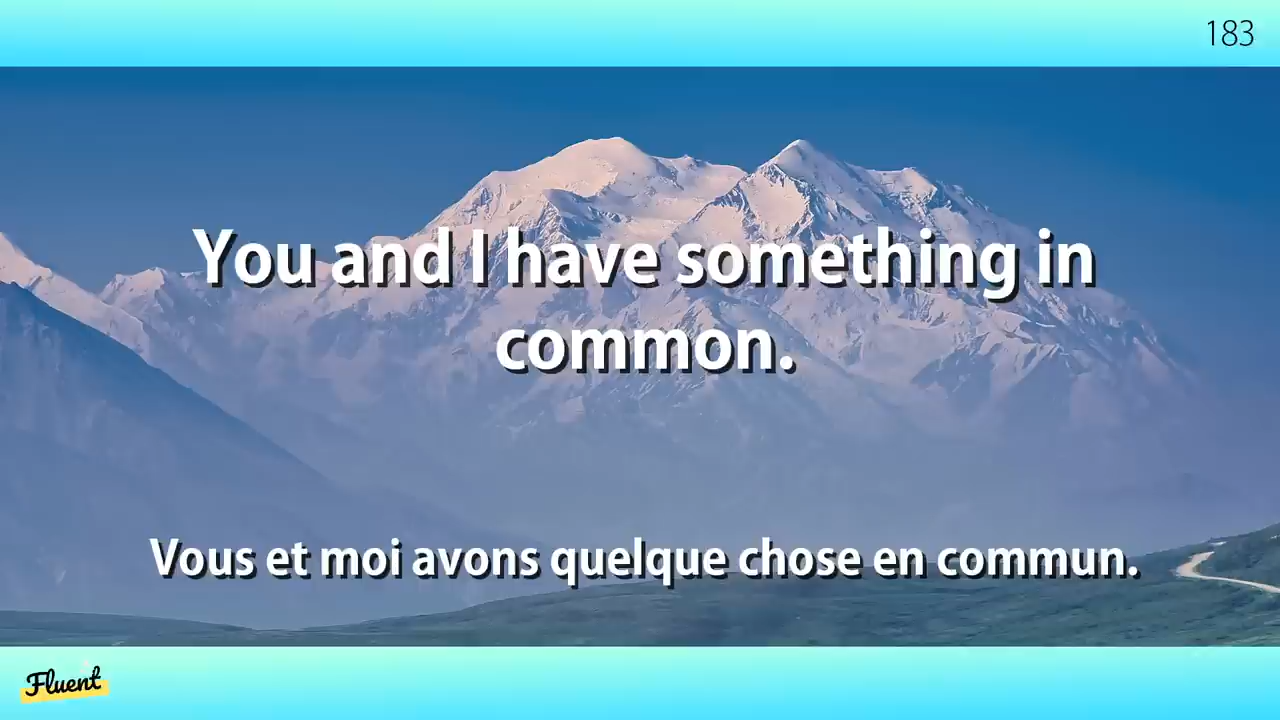 183
You and I have something in
common.
Vous et moi avons quelque chose en commun.
Fluent